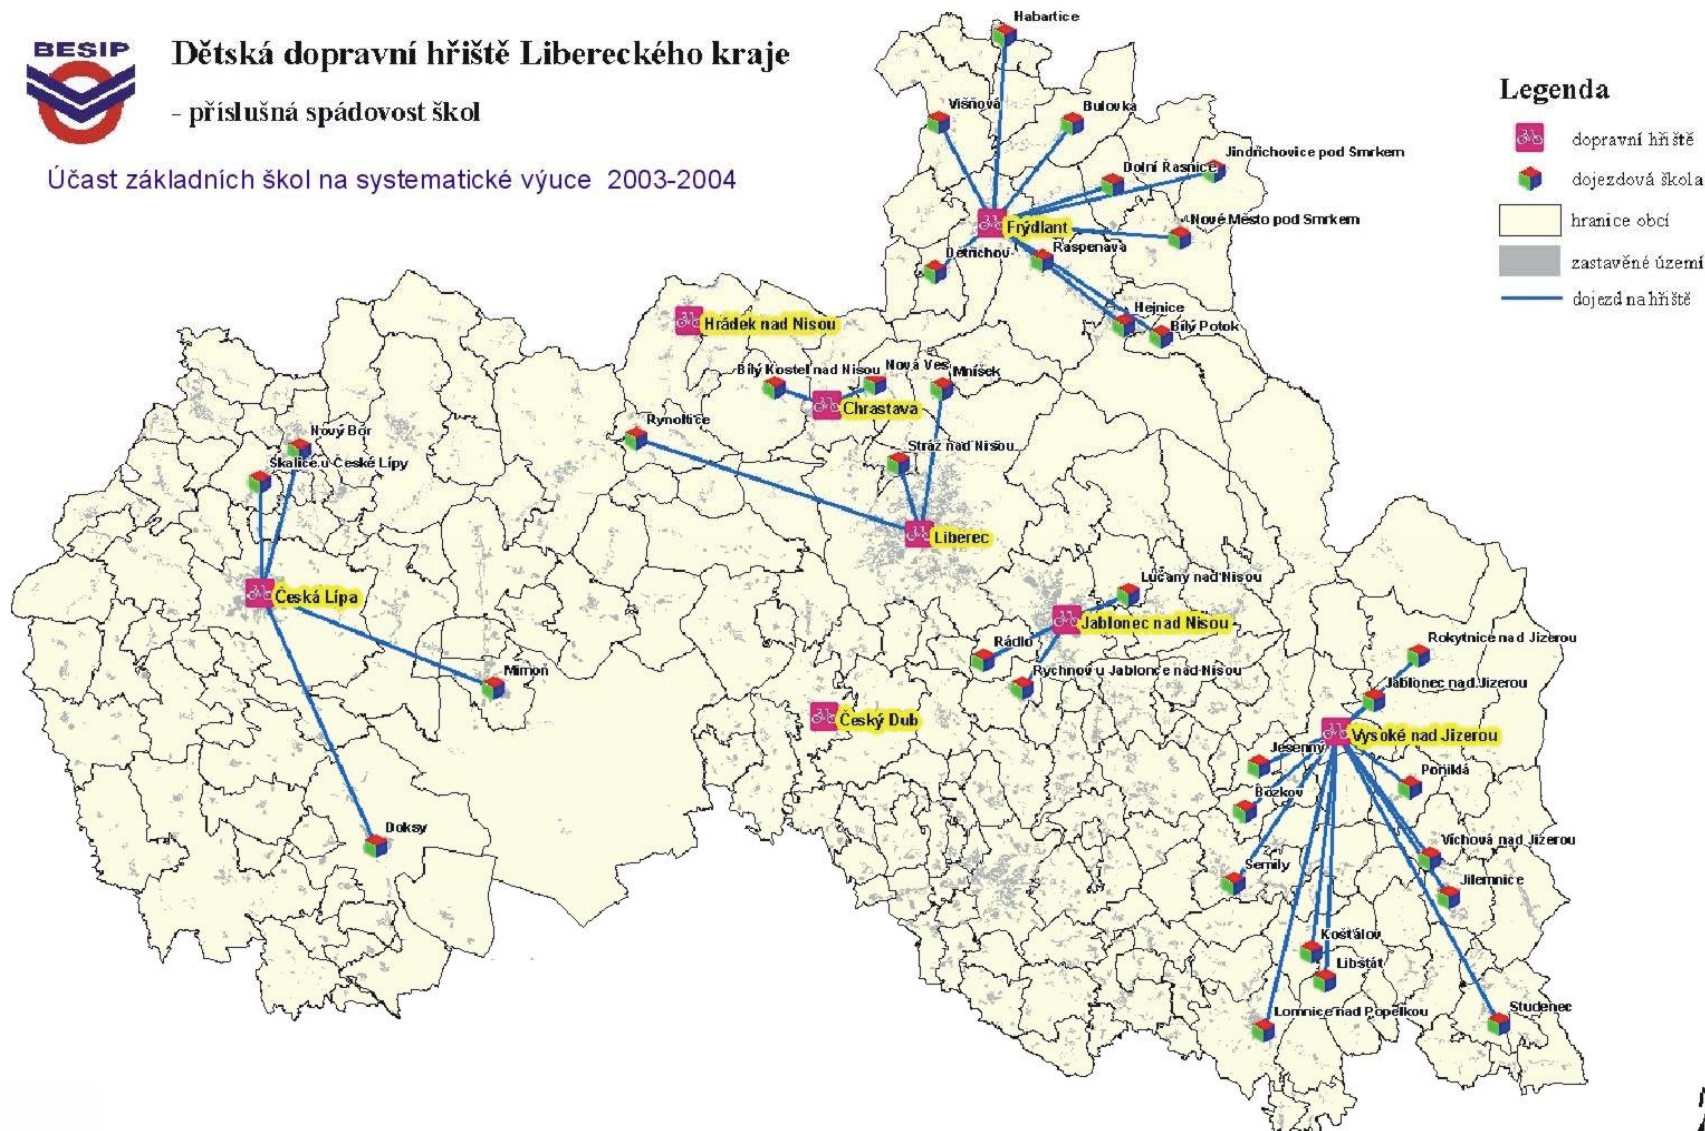 BESIP
Dětská dopravní hřiště Libereckého kraje
- příslušná spádovost škol
Účast základních škol na systematické výuce 2003-2004
Legenda
dopravní hřiště
dojezdová škola
hranice obcí
zastavěné území
dojezd na hřiště
Habartice
Višňová
Bulovka
Jindřichovice pod Smrkem
Dolní Řasnice
Nové Město pod Smrkem
Frýdlant
Raspenava
Dětřichov
Hejnice
Bílý Potok
Hrádek nad Nisou
Bílý Kostel nad Nisou
Nová Ves
Mníšek
Chrastava
Rynoltice
Nový Bor
Stráž nad Nisou
Skalice u České Lípy
Liberec
Lučany nad Nisou
Česká Lípa
Jablonec nad Nisou
Rokytnice nad Jizerou
Rádlo
Mimoň
Rychnov u Jablonce nad Nisou
Jablonec nad Jizerou
Český Dub
Vysoké nad Jizerou
Jesenný
Poniklá
Bozkov
Doksy
Víchová nad Jizerou
Semily
Jilemnice
Košťálov
Libštát
Studenec
Lomnice nad Popelkou